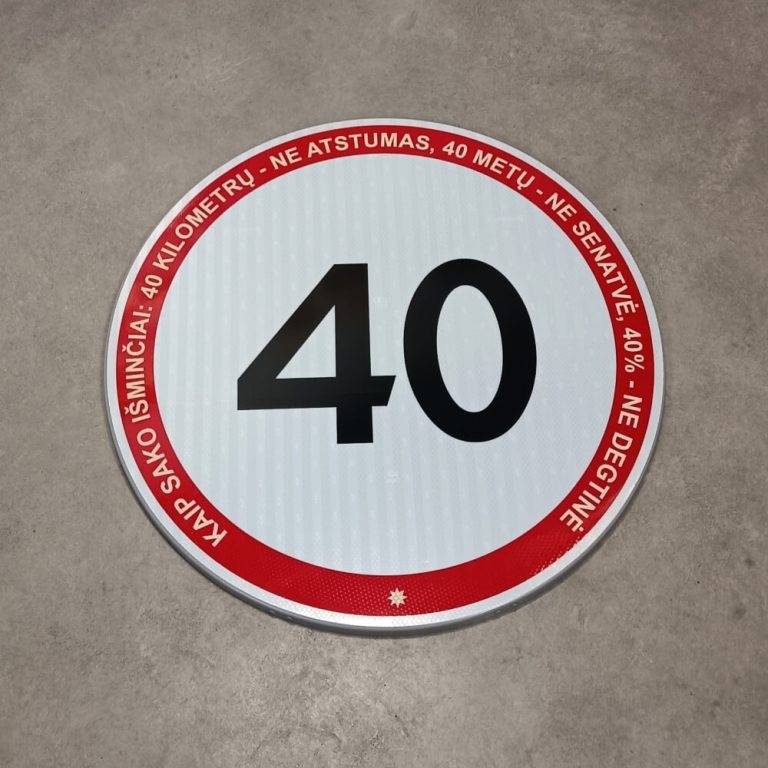 KAIP SAKO IŠMINČIAI: 40 KILOMETRŲ - NE ATSTUMAS, 40 METŲ - NE SENATVĖ, 40% - NE DEGTINĖ
40